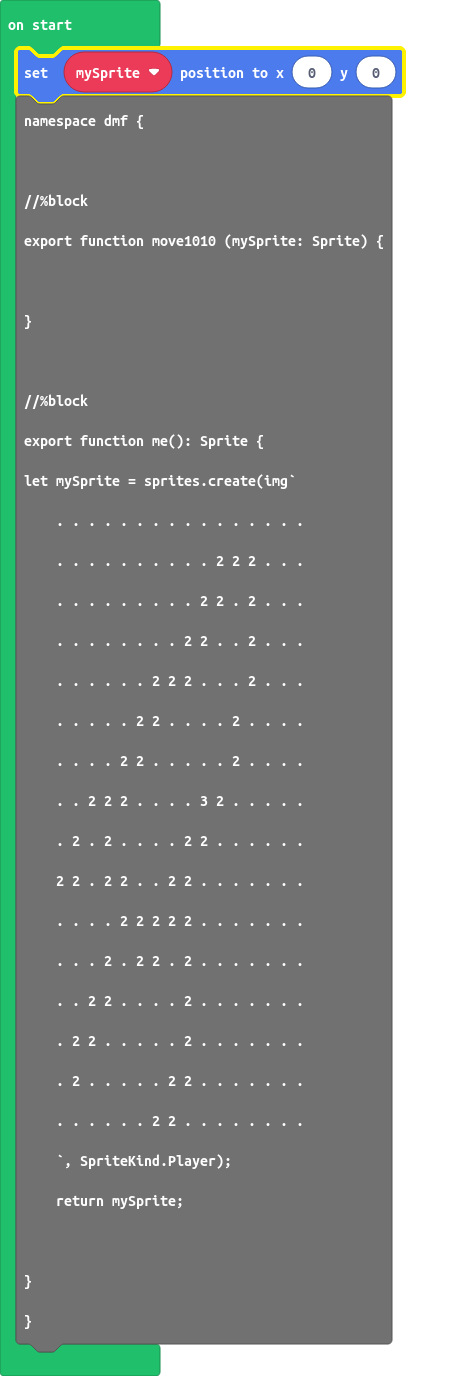 on start
set mySprite position to x 0 y 0
namespace dmf {
//%block
export function move1010 (mySprite: Sprite) {
}
//%block
export function me(): Sprite {
let mySprite = sprites.create(img`
. . . . . . . . . . . . . . . .
. . . . . . . . . . 2 2 2 . . .
. . . . . . . . . 2 2 . 2 . . .
. . . . . . . . 2 2 . . 2 . . .
. . . . . . 2 2 2 . . . 2 . . .
. . . . . 2 2 . . . . 2 . . . .
. . . . 2 2 . . . . . 2 . . . .
. . 2 2 2 . . . . 3 2 . . . . .
. 2 . 2 . . . . 2 2 . . . . . .
2 2 . 2 2 . . 2 2 . . . . . . .
. . . . 2 2 2 2 2 . . . . . . .
. . . 2 . 2 2 . 2 . . . . . . .
. . 2 2 . . . . 2 . . . . . . .
. 2 2 . . . . . 2 . . . . . . .
. 2 . . . . . 2 2 . . . . . . .
. . . . . . 2 2 . . . . . . . .
`, SpriteKind.Player);
return mySprite;
}
}